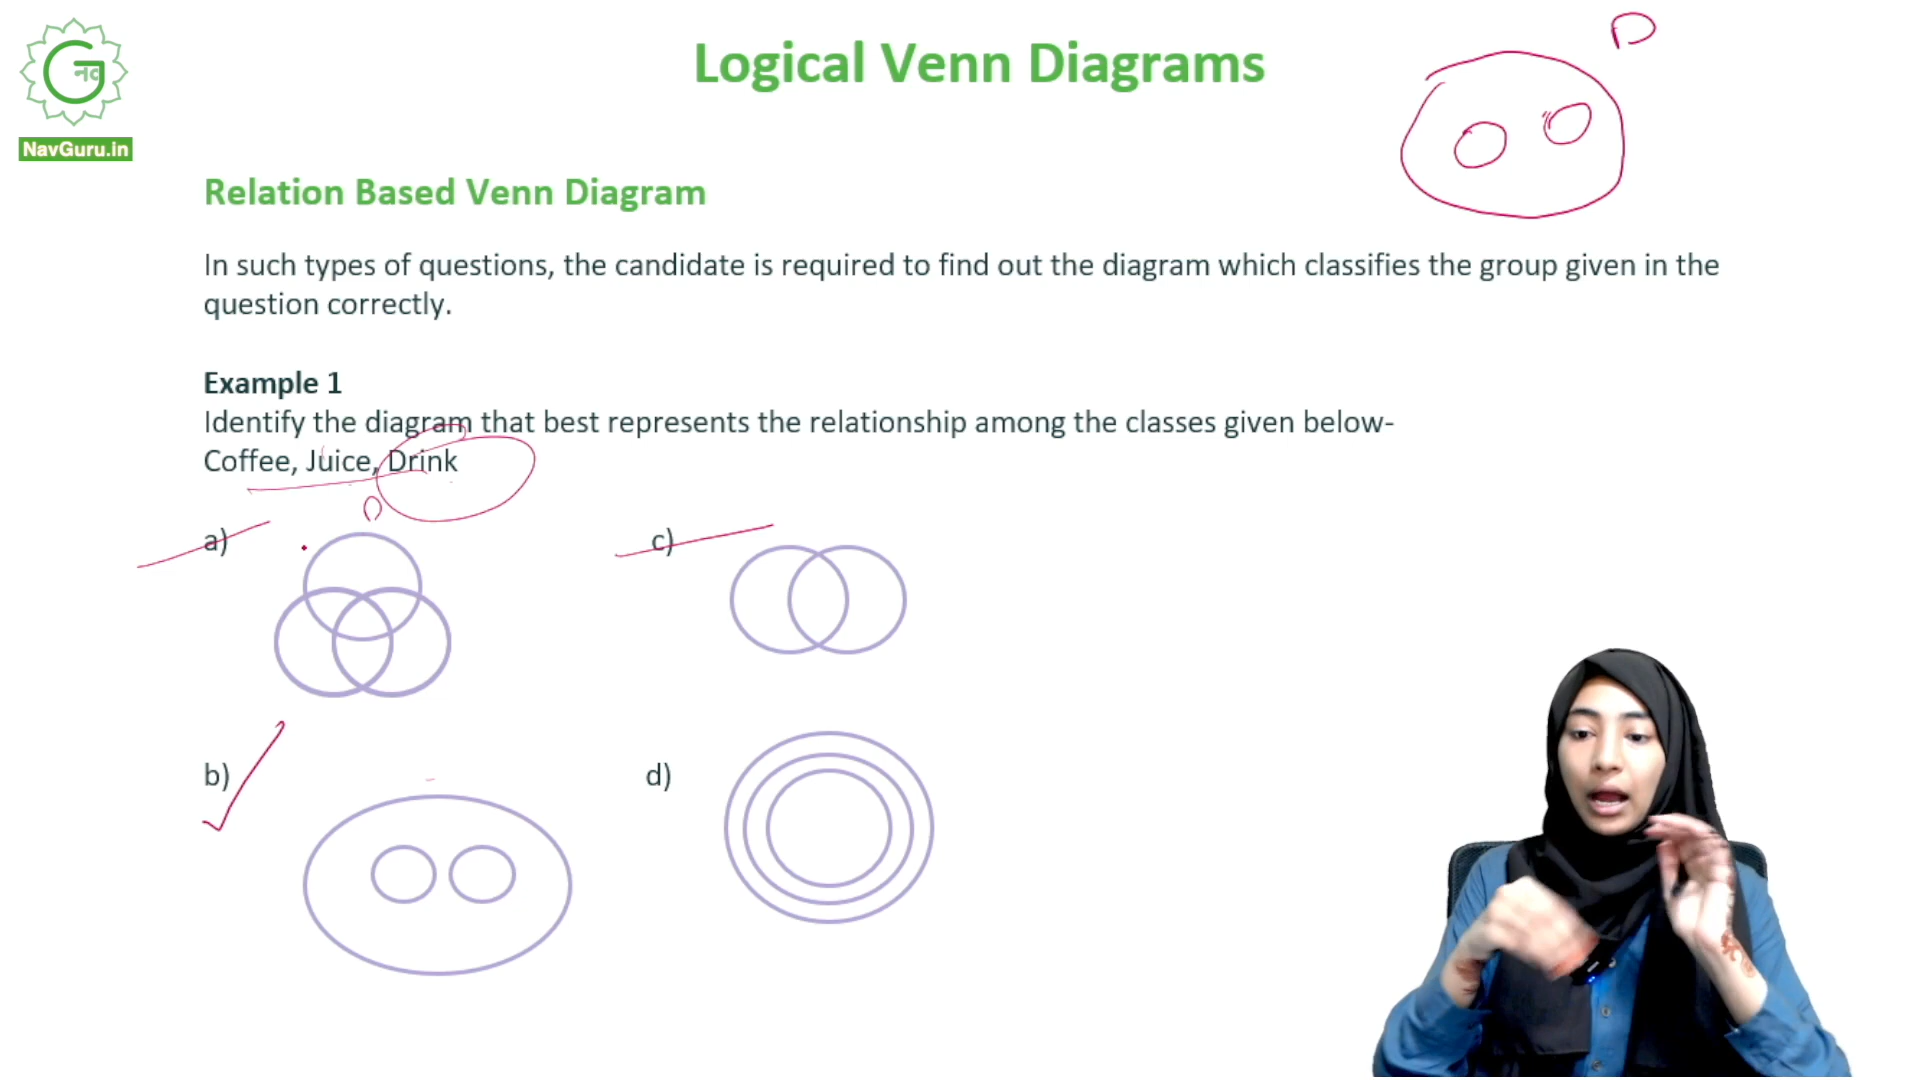 नव
NavGuru.in
Logical Venn Diagrams
D
Relation Based Venn Diagram
In such types of questions, the candidate is required to find out the diagram which classifies the group given in the
question correctly.
Example 1
Identify the diagram that best represents the relationship among the classes given below-
Coffee, Juice, Drink
D
a)
c)
b)
d)